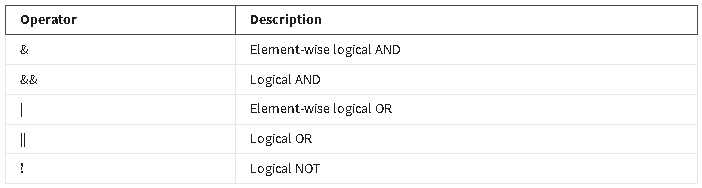 Operator Description
& Element-wise logical AND
&& Logical AND
| Element-wise logical OR
|| Logical OR
! Logical NOT